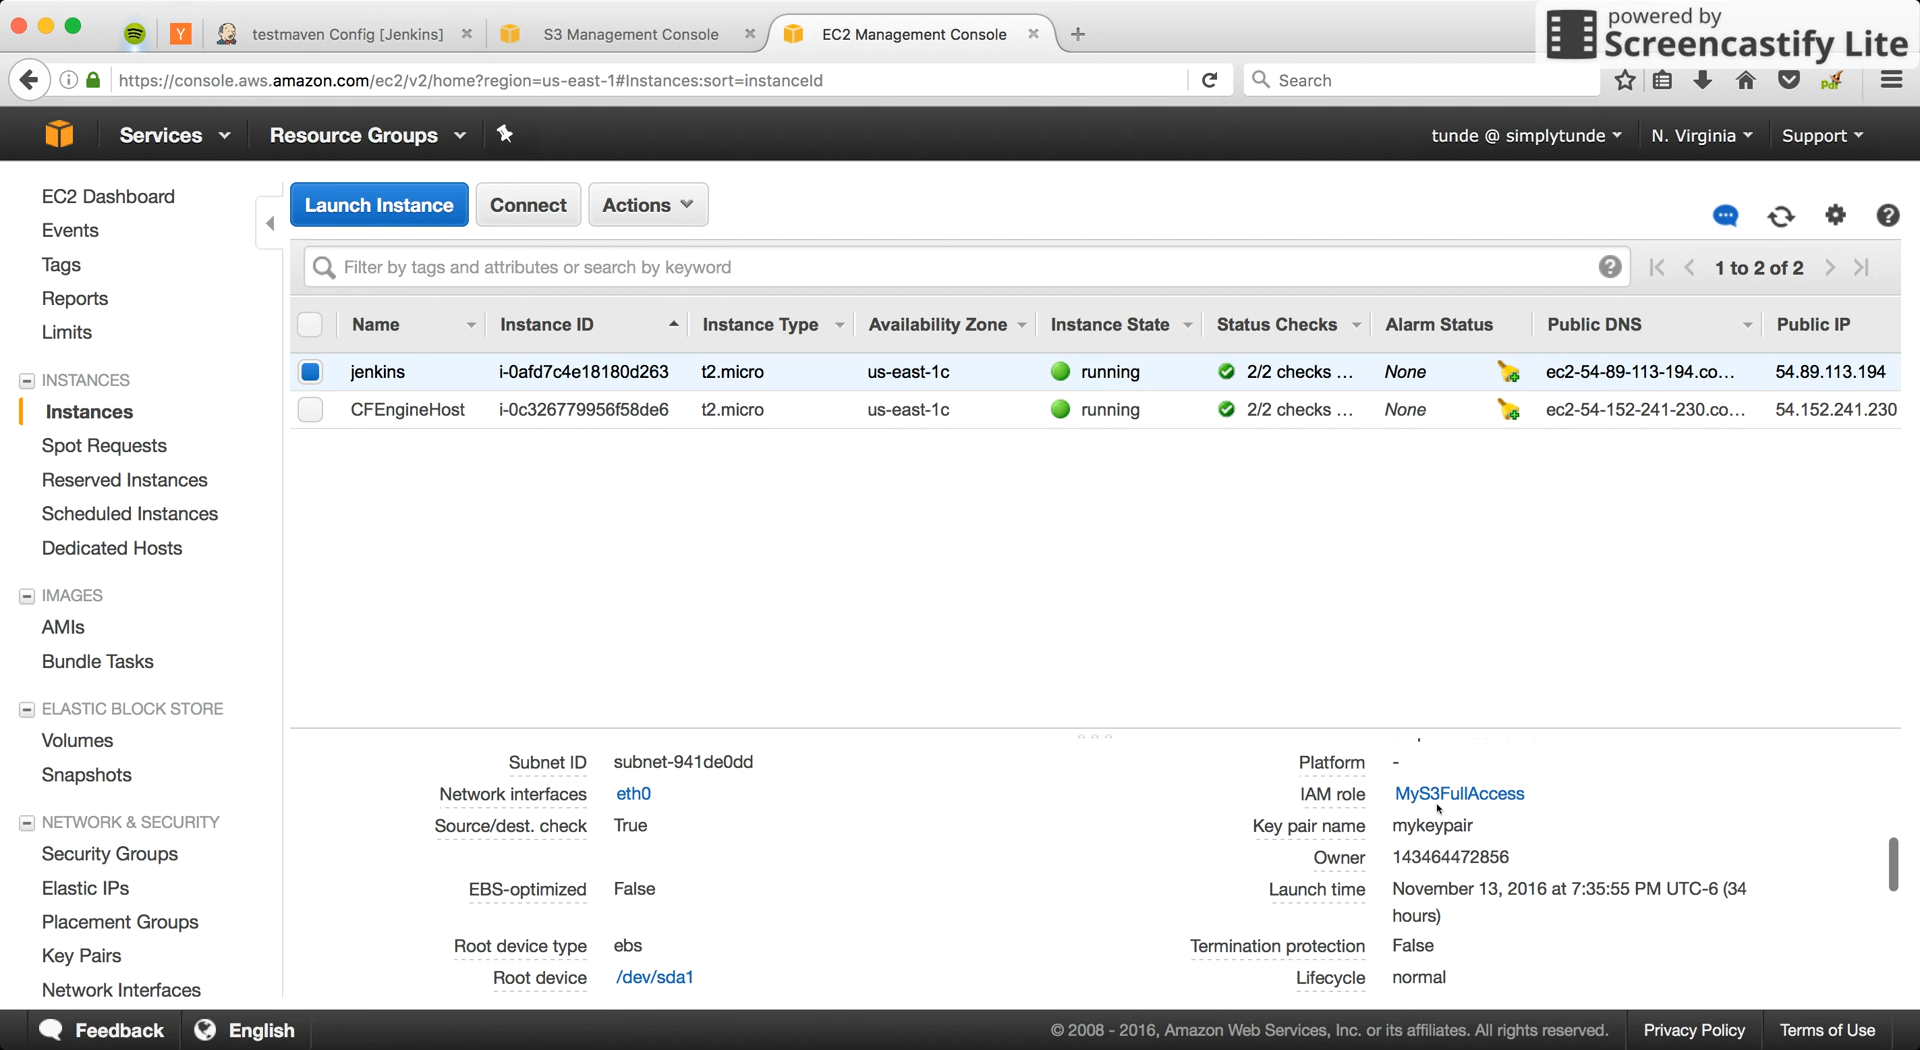 powered by
Screencastify Lite
testmaven Config [Jenkins]
S3 Management Console
EC2 Management Console
https://console.aws.amazon.com/ec2/v2/home?region=us-east-1#Instances:sort=instanceId
Search
Services
Resource Groups
tunde @ simplytunde
N. Virginia
Support
EC2 Dashboard
Events
Tags
Reports
Limits
INSTANCES
Instances
Spot Requests
Reserved Instances
Scheduled Instances
Dedicated Hosts
IMAGES
AMIs
Bundle Tasks
ELASTIC BLOCK STORE
Volumes
Snapshots
NETWORK & SECURITY
Security Groups
Elastic IPs
Placement Groups
Key Pairs
Network Interfaces
Launch Instance
Connect
Actions
Filter by tags and attributes or search by keyword
1 to 2 of 2
Name Instance ID Instance Type Availability Zone Instance State Status Checks Alarm Status Public DNS Public IP
jenkins i-0afd7c4e18180d263 t2.micro us-east-1c running 2/2 checks ... None ec2-54-89-113-194.co... 54.89.113.194
CFEngineHost i-0c326779956f58de6 t2.micro us-east-1c running 2/2 checks ... None ec2-54-152-241-230.co... 54.152.241.230
Subnet ID subnet-941de0dd
Network interfaces eth0
Source/dest. check True
EBS-optimized False
Root device type ebs
Root device /dev/sda1
Platform -
IAM role MyS3FullAccess
Key pair name mykeypair
Owner 143464472856
Launch time November 13, 2016 at 7:35:55 PM UTC-6 (34
hours)
Termination protection False
Lifecycle normal
Feedback
English
© 2008 - 2016, Amazon Web Services, Inc. or its affiliates. All rights reserved.
Privacy Policy
Terms of Use